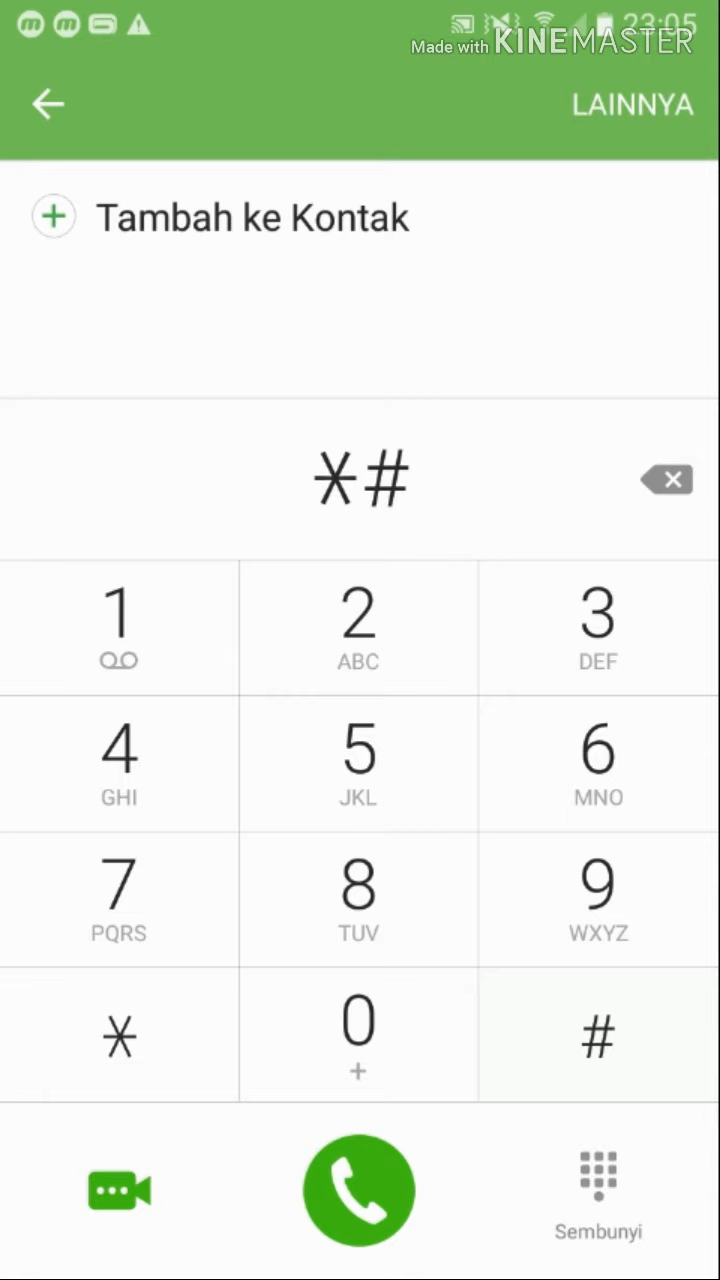 23:05
Made with KINEMASTER
LAINNYA
Tambah ke Kontak
*#
1 2 3
ABC DEF
4 5 6
GHI JKL MNO
7 8 9
PQRS TUV WXYZ
* 0 #
+
Sembunyi